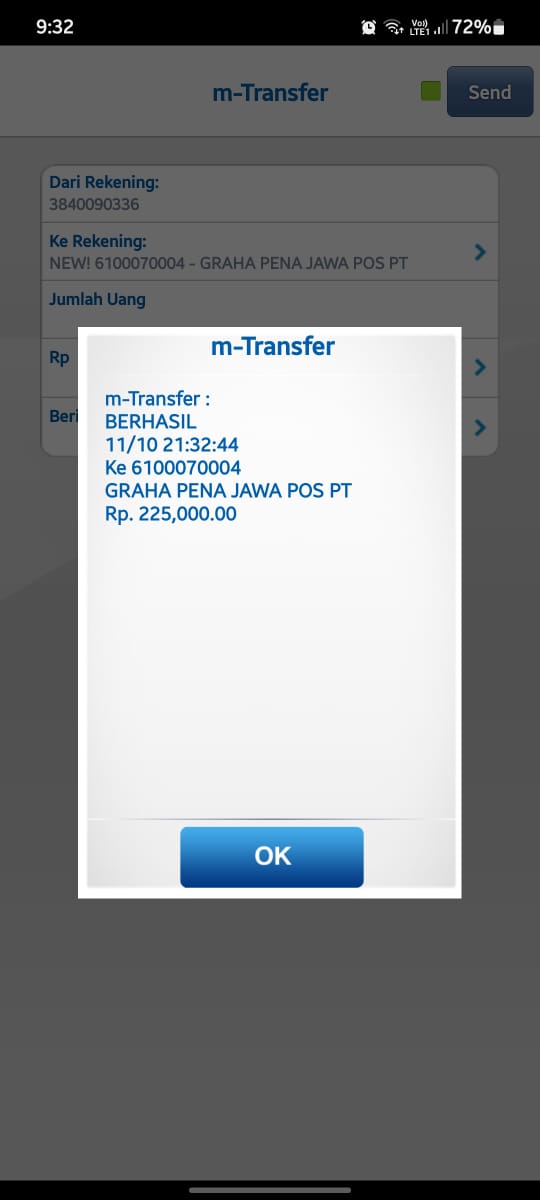 9:32
Vo))
LTE1
72%
m-Transfer
Send
Dari Rekening:
3840090336
Ke Rekening:
NEW! 6100070004 - GRAHA PENA JAWA POS PT
Jumlah Uang
Rp
Beri
m-Transfer
m-Transfer :
BERHASIL
11/10 21:32:44
Ke 6100070004
GRAHA PENA JAWA POS PT
Rp. 225,000.00
OK